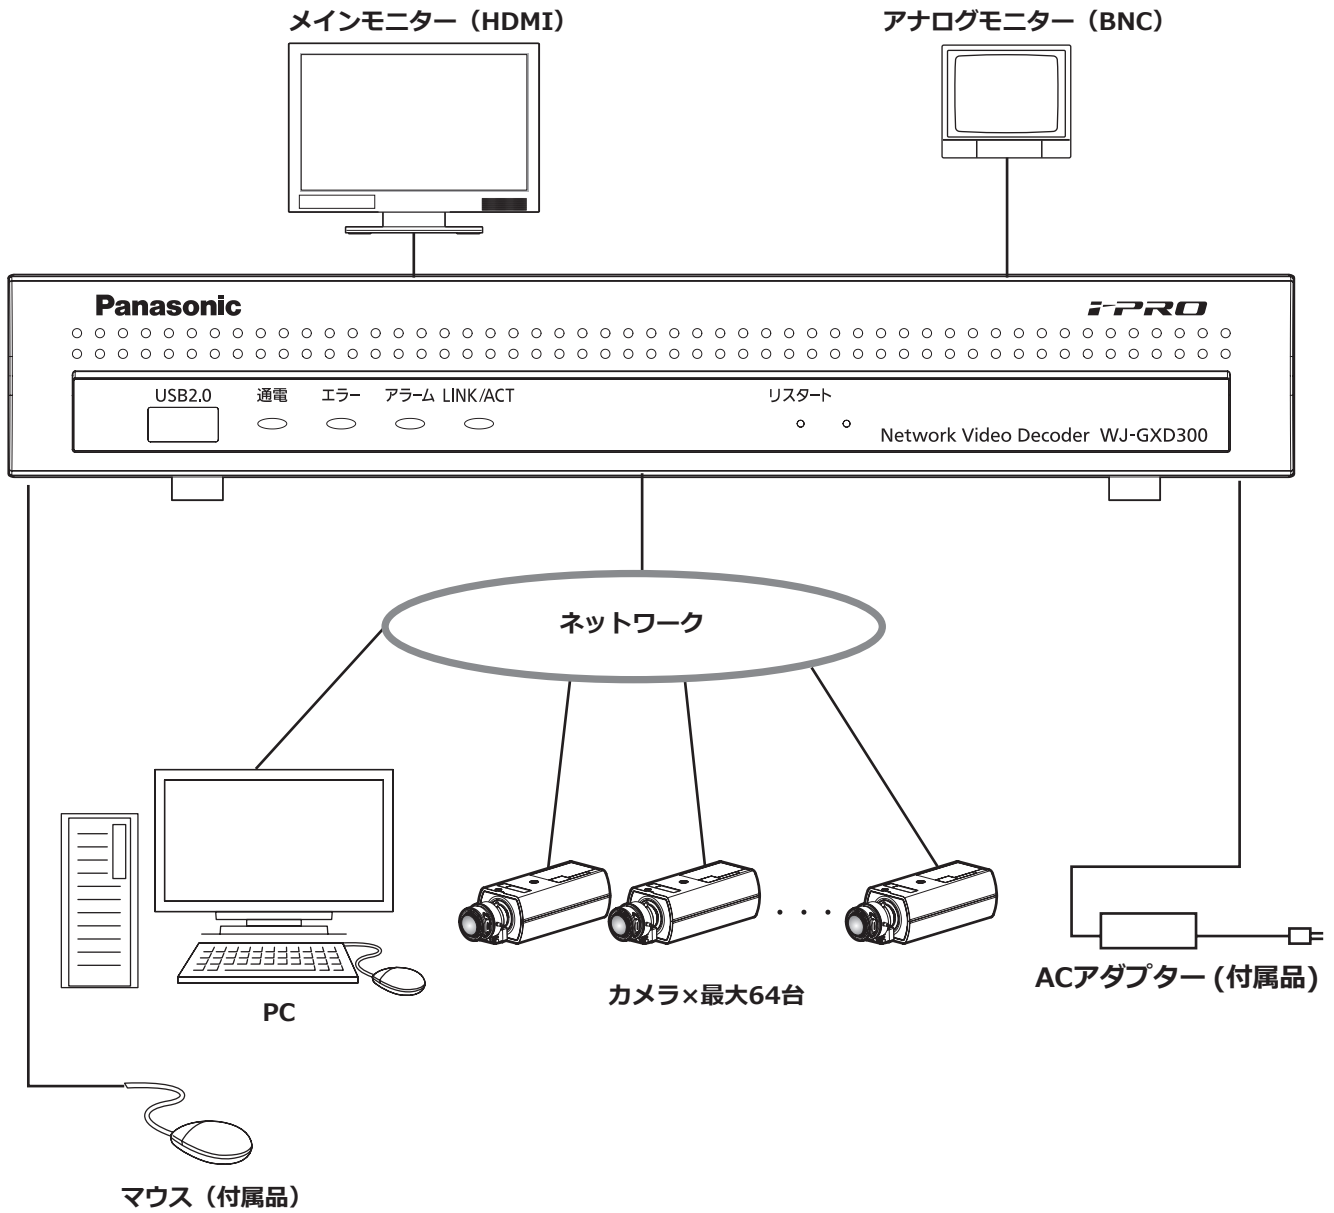 メインモニター（HDMI）
アナログモニター（BNC）
Panasonic
i-PRO
USB2.0
通電
エラー
アラーム
LINK/ACT
リスタート
Network Video Decoder WJ-GXD300
ネットワーク
PC
カメラ×最大64台
・・・
ACアダプター (付属品)
マウス（付属品）